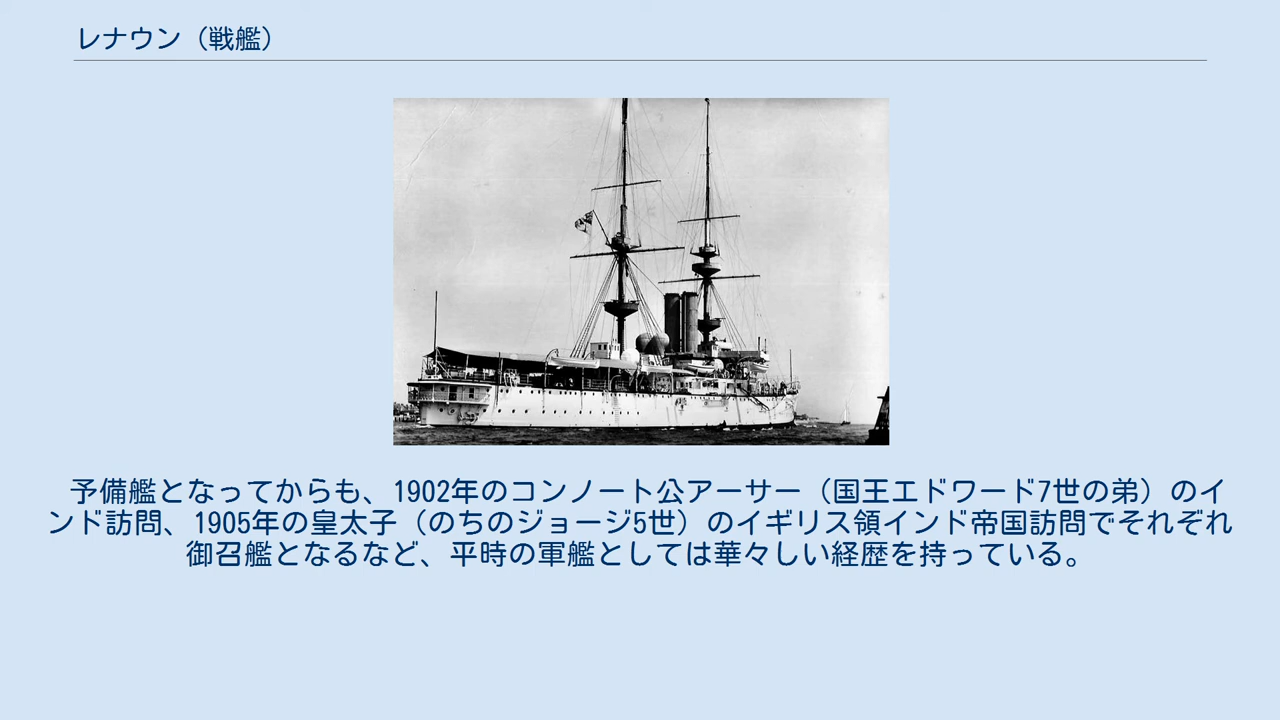 レナウン（戦艦）
予備艦となってからも、1902年のコンノート公アーサー（国王エドワード7世の弟）のイ
ンド訪問、1905年の皇太子（のちのジョージ5世）のイギリス領インド帝国訪問でそれぞれ
御召艦となるなど、平時の軍艦としては華々しい経歴を持っている。